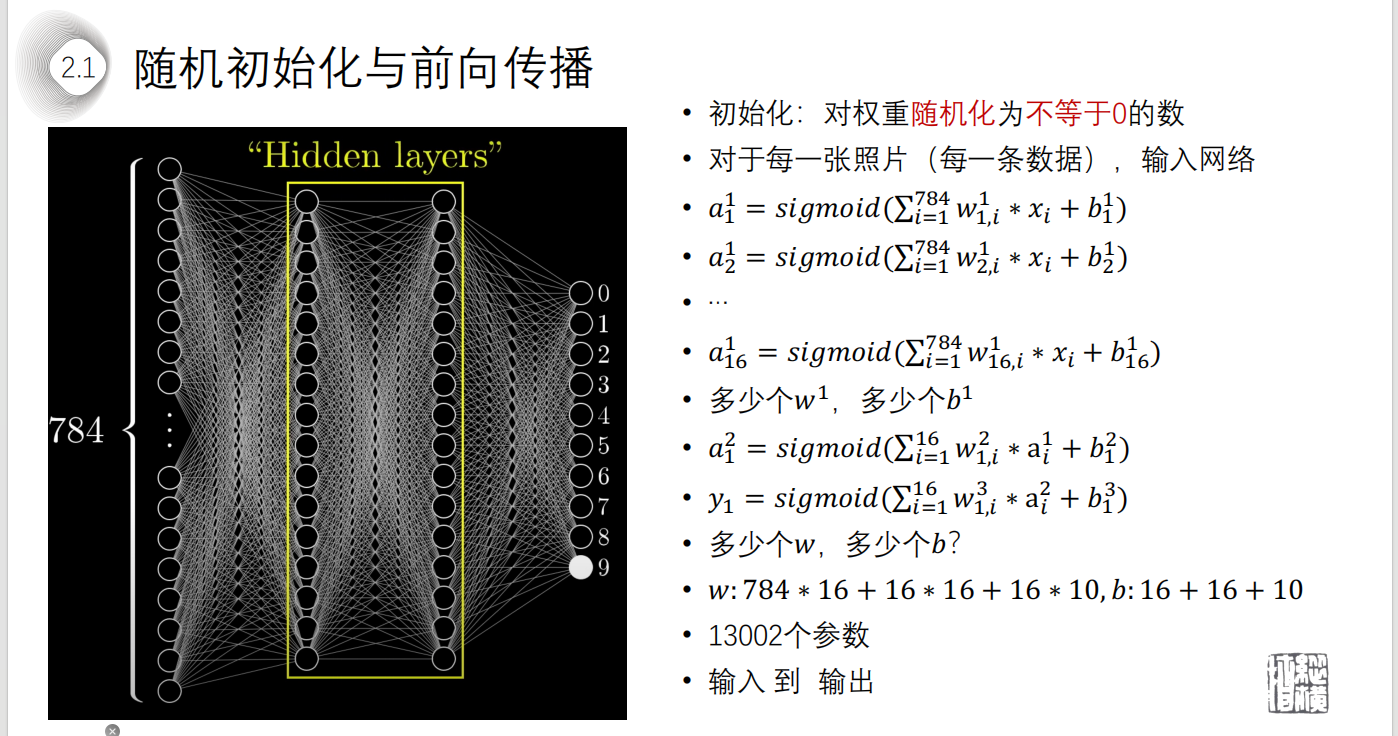 2.1
随机初始化与前向传播
“Hidden layers”
784
0
1
2
3
4
5
6
7
8
9
• 初始化：对权重随机化为不等于0的数
• 对于每一张照片（每一条数据），输入网络
• $a_1^1 = sigmoid(\sum_{i=1}^{784} w_{1,i}^1 * x_i + b_1^1)$
• $a_2^1 = sigmoid(\sum_{i=1}^{784} w_{2,i}^1 * x_i + b_2^1)$
• …
• $a_{16}^1 = sigmoid(\sum_{i=1}^{784} w_{16,i}^1 * x_i + b_{16}^1)$
• 多少个$w^1$，多少个$b^1$
• $a_1^2 = sigmoid(\sum_{i=1}^{16} w_{1,i}^2 * a_i^1 + b_1^2)$
• $y_1 = sigmoid(\sum_{i=1}^{16} w_{1,i}^3 * a_i^2 + b_1^3)$
• 多少个$w$，多少个$b$？
• $w: 784 * 16 + 16 * 16 + 16 * 10, b: 16 + 16 + 10$
• 13002个参数
• 输入 到 输出